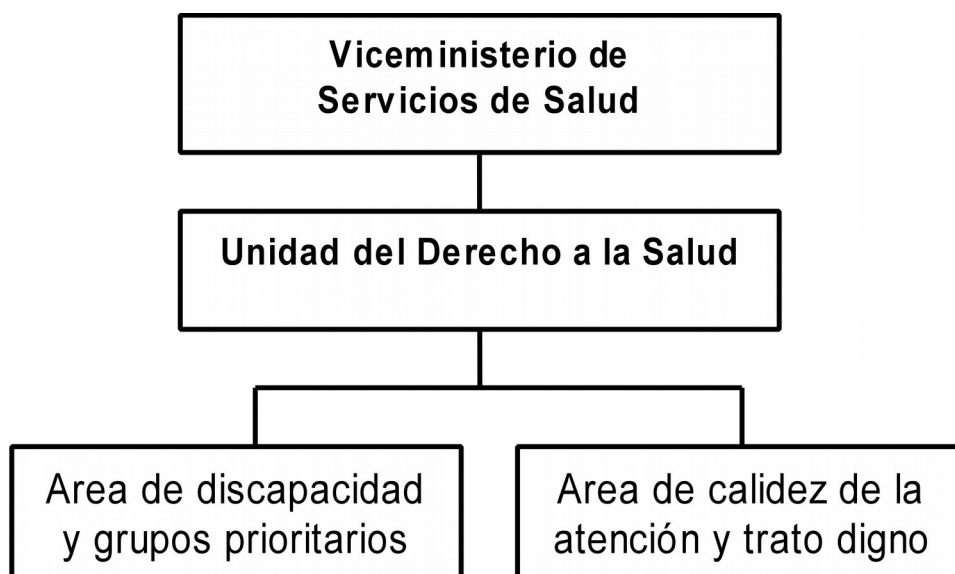 Viceministerio de
Servicios de Salud
Unidad del Derecho a la Salud
Area de discapacidad
y grupos prioritarios
Area de calidez de la
atención y trato digno